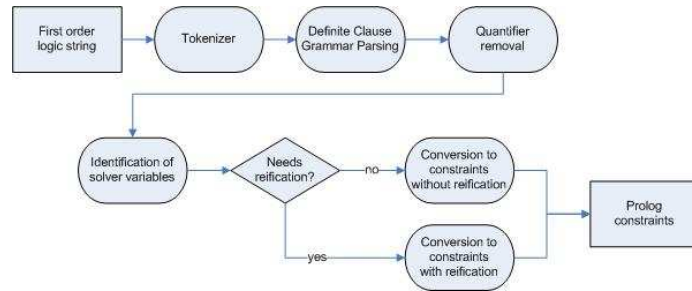 First order
logic string
Tokenizer
Definite Clause
Grammar Parsing
Quantifier
removal
Identification of
solver variables
Needs
reification?
no
Conversion to
constraints
without reification
yes
Conversion to
constraints
with reification
Prolog
constraints